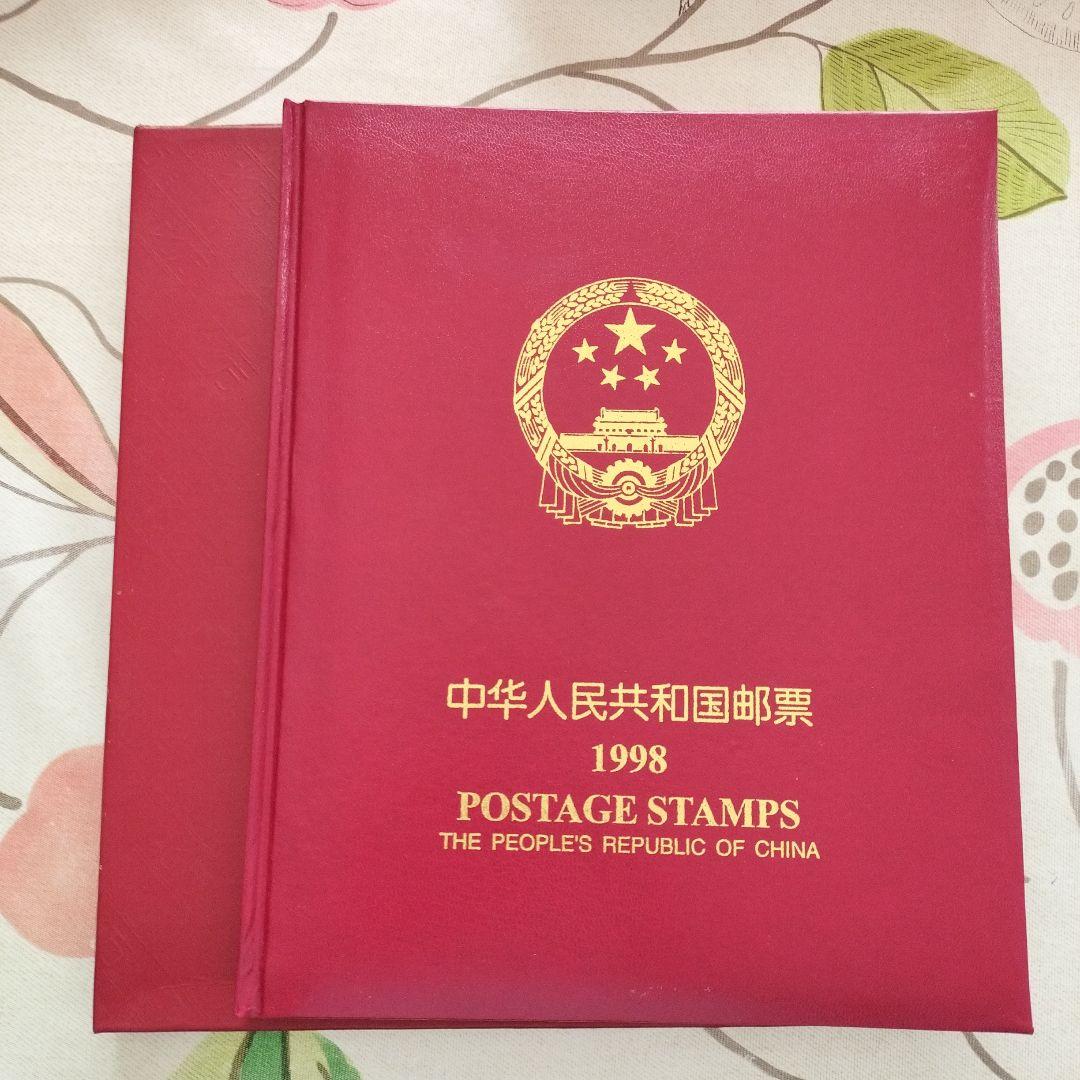 中华人民共和国邮票
1998
POSTAGE STAMPS
THE PEOPLE'S REPUBLIC OF CHINA